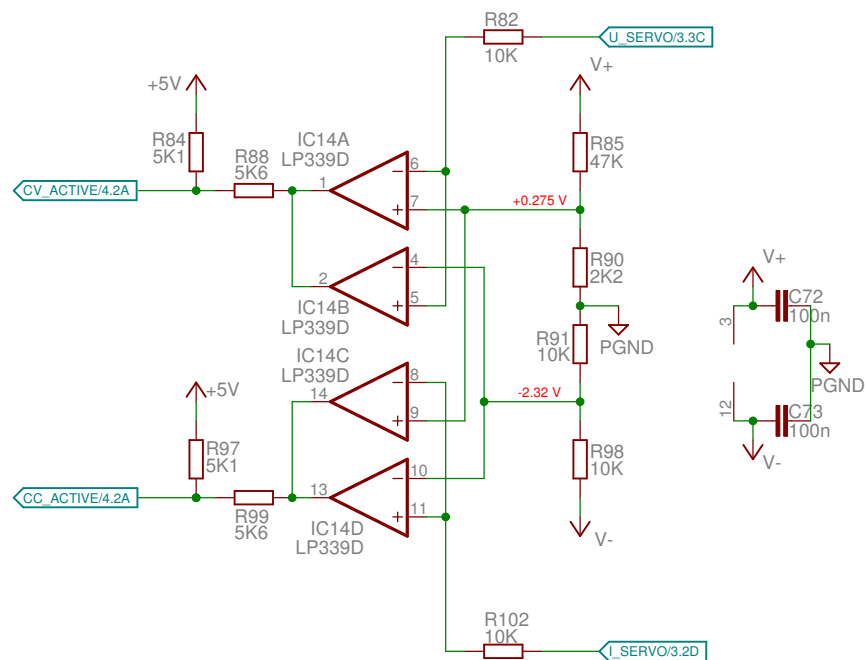 R82
10K
U_SERVO/3.3C
V+
+5V
R84
5K1
R85
47K
IC14A
LP339D
R88
5K6
6
1
7
CV_ACTIVE/4.2A
+0.275 V
R90
2K2
4
2
5
IC14B
LP339D
V+
C72
100n
3
R91
10K
PGND
IC14C
LP339D
8
14
9
+5V
-2.32 V
PGND
12
C73
100n
V-
R97
5K1
R98
10K
10
13
11
CC_ACTIVE/4.2A
R99
5K6
IC14D
LP339D
V-
R102
10K
I_SERVO/3.2D